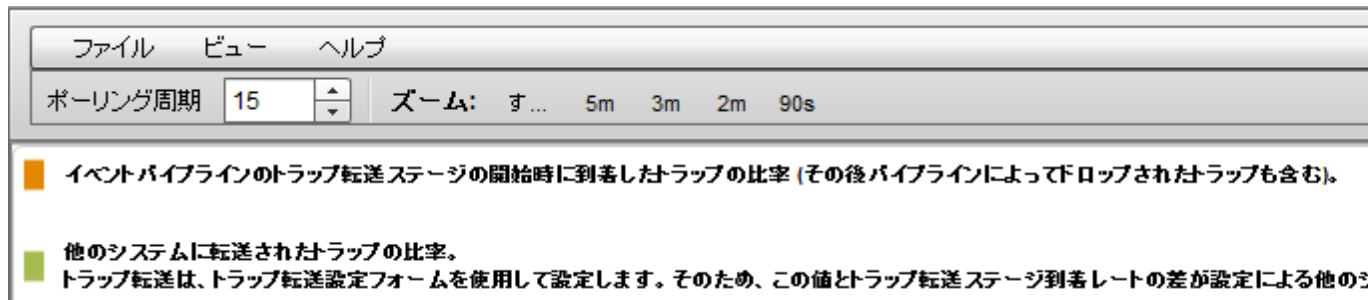 ファイル ビュー ヘルプ
ポーリング周期 15 ズーム: す... 5m 3m 2m 90s
イベントパイプラインのトラップ転送ステージの開始時に到着したトラップの比率 (その後パイプラインによってドロップされたトラップも含む)。
他のシステムに転送されたトラップの比率。
トラップ転送は、トラップ転送設定フォームを使用して設定します。そのため、この値とトラップ転送ステージ到着レートの差が設定による他の